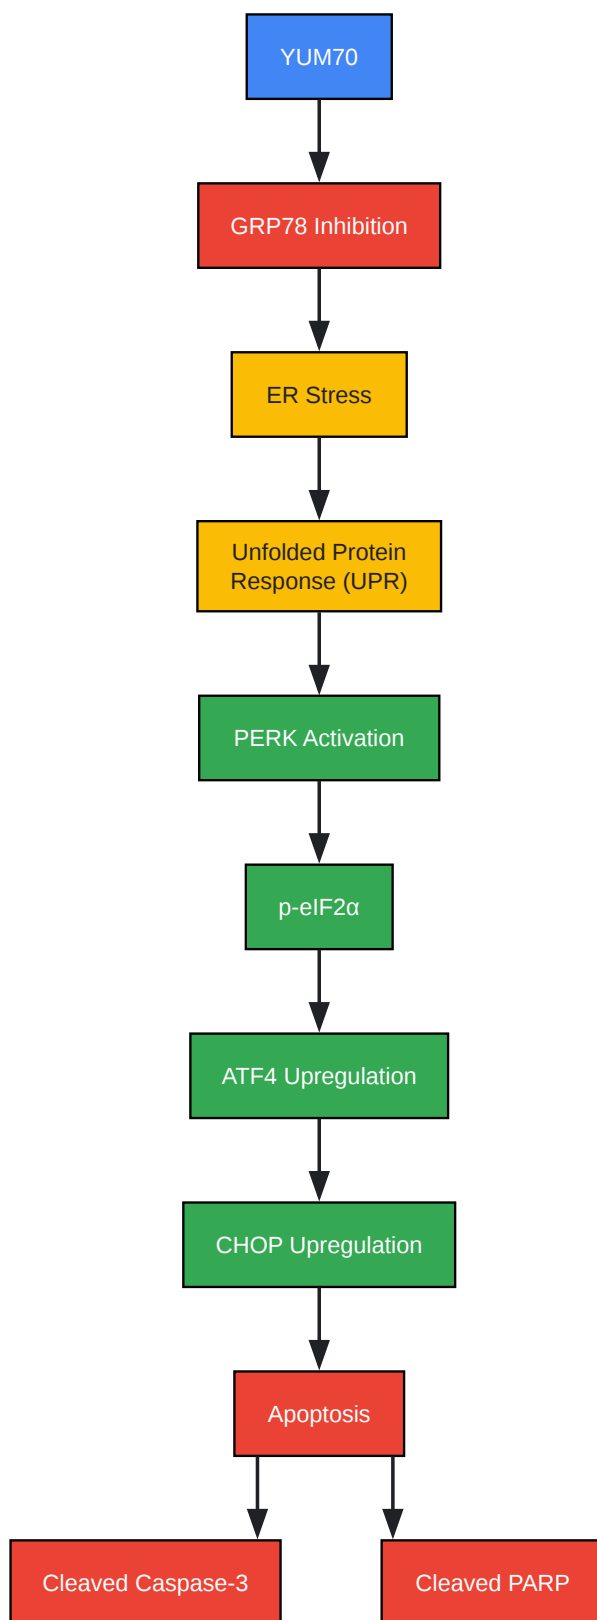 YUM70
GRP78 Inhibition
ER Stress
Unfolded Protein
Response (UPR)
PERK Activation
p-eIF2α
ATF4 Upregulation
CHOP Upregulation
Apoptosis
Cleaved Caspase-3
Cleaved PARP